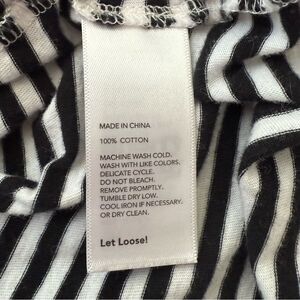 MADE IN CHINA
100% COTTON
MACHINE WASH COLD,
WASH WITH LIKE COLORS,
DELICATE CYCLE.
DO NOT BLEACH.
REMOVE PROMPTLY.
TUMBLE DRY LOW.
COOL IRON IF NECESSARY.
OR DRY CLEAN.
Let Loose!